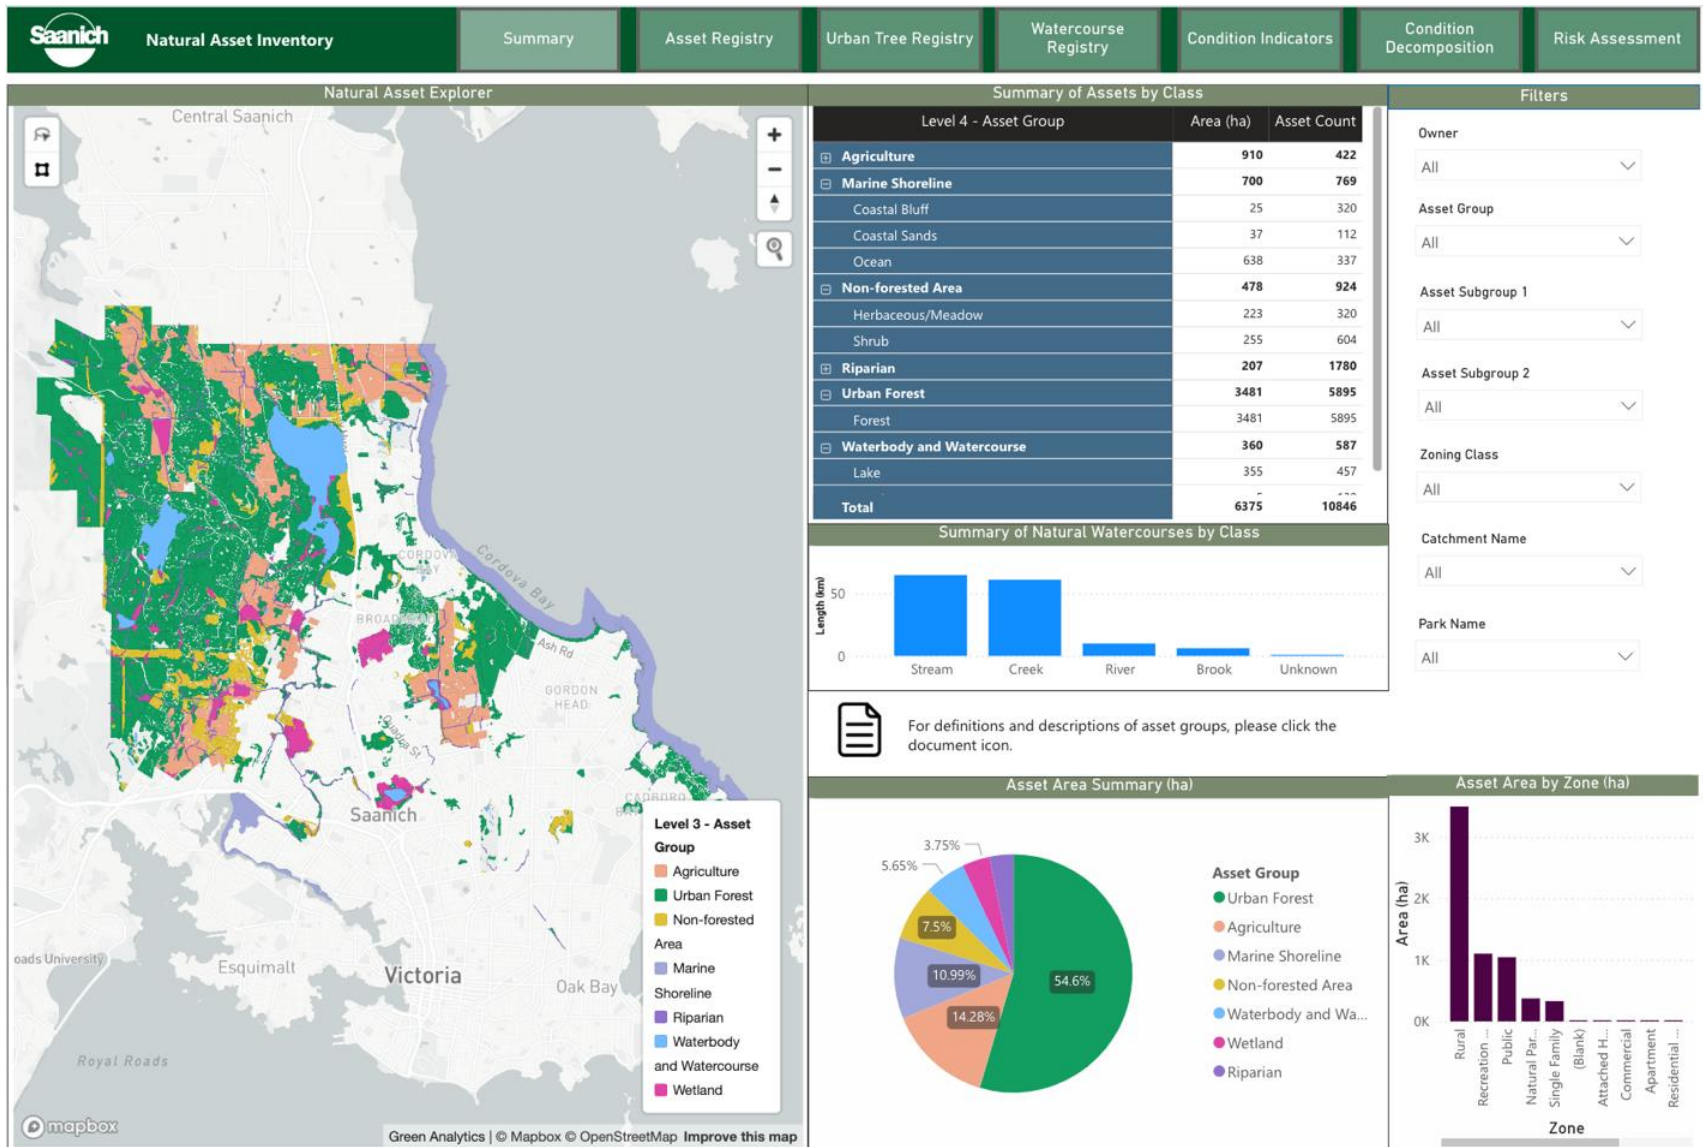 Saanich
Natural Asset Inventory
Summary
Asset Registry
Urban Tree Registry
Watercourse
Registry
Condition Indicators
Condition
Decomposition
Risk Assessment
Natural Asset Explorer
Central Saanich
CORDOVA
BAY
Cordova Bay
Ash Rd
GORDON
HEAD
Saanich
oads University
Esquimalt
Victoria
Oak Bay
Royal Roads
Level 3 - Asset
Group
Agriculture
Urban Forest
Non-forested
Area
Marine
Shoreline
Riparian
Waterbody
and Watercourse
Wetland
mapbox
Green Analytics | © Mapbox © OpenStreetMap Improve this map
Summary of Assets by Class
Level 4 - Asset Group Area (ha) Asset Count
Agriculture 910 422
Marine Shoreline 700 769
Coastal Bluff 25 320
Coastal Sands 37 112
Ocean 638 337
Non-forested Area 478 924
Herbaceous/Meadow 223 320
Shrub 255 604
Riparian 207 1780
Urban Forest 3481 5895
Forest 3481 5895
Waterbody and Watercourse 360 587
Lake 355 457
Total 6375 10846
Summary of Natural Watercourses by Class
Length (km)
50
0
Stream Creek River Brook Unknown
For definitions and descriptions of asset groups, please click the
document icon.
Asset Area Summary (ha)
3.75%
5.65%
7.5%
10.99%
14.28%
54.6%
Asset Group
Urban Forest
Agriculture
Marine Shoreline
Non-forested Area
Waterbody and Wa...
Wetland
Riparian
Filters
Owner
All
Asset Group
All
Asset Subgroup 1
All
Asset Subgroup 2
All
Zoning Class
All
Catchment Name
All
Park Name
All
Asset Area by Zone (ha)
Area (ha)
3K
2K
1K
0K
Rural
Recreation ...
Public
Natural Par...
Single Family
(Blank)
Attached H...
Commercial
Apartment
Residential ...
Zone